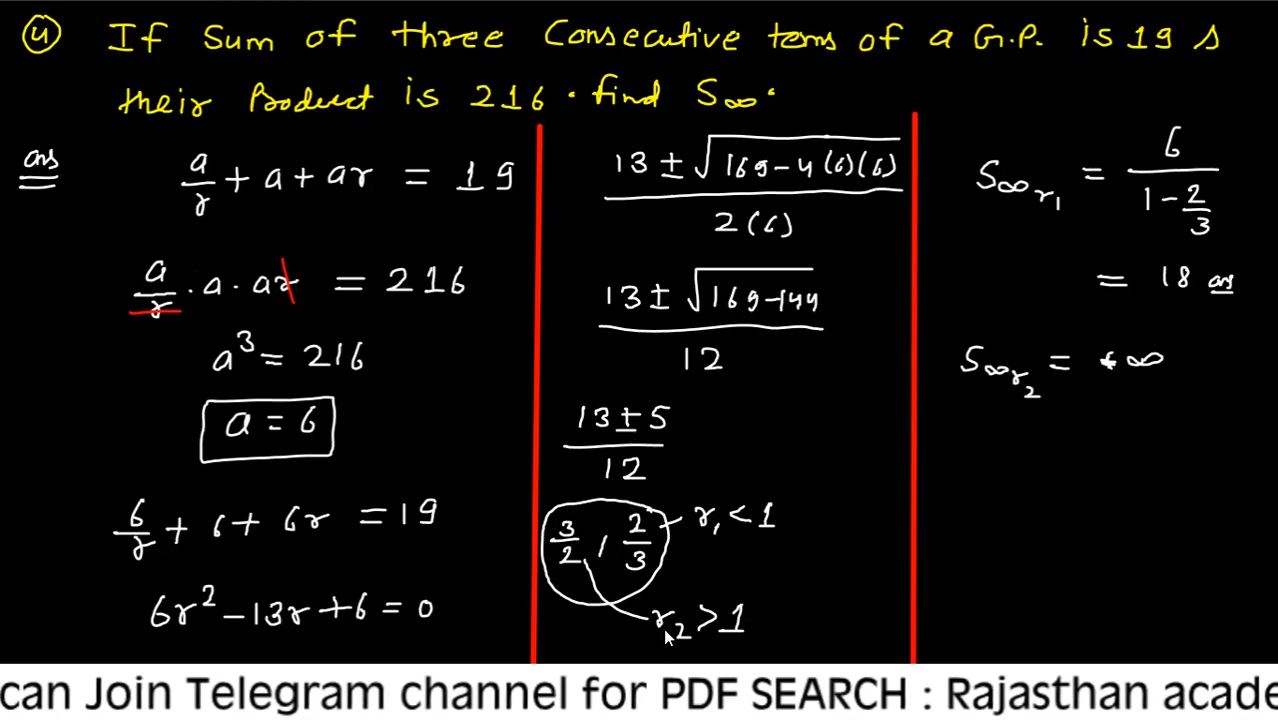 4 If Sum of three Consecutive tems of a G.P. is 19 &
their Product is 216. find S∞.
ans
a/r + a + ar = 19
a/r . a . ar = 216
a³ = 216
a = 6
6/r + 6 + 6r = 19
6r² - 13r + 6 = 0
13 ± √169-4(6)(6)
2(6)
13 ± √169-144
12
13 ± 5
12
3/2 , 2/3 r₁ < 1
r₂ > 1
S∞r₁ = 6/(1 - 2/3)
= 18 ans
S∞r₂ = ∞
can Join Telegram channel for PDF SEARCH : Rajasthan acade